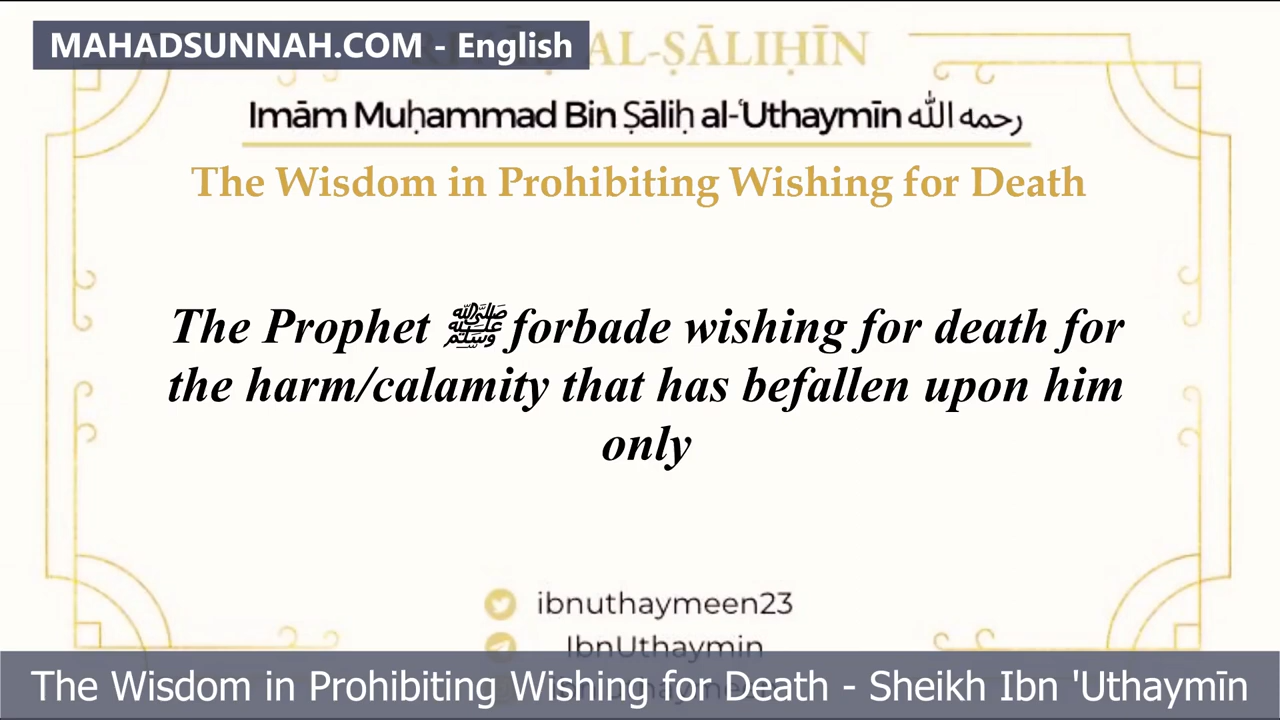 MAHADSUNNAH.COM - English
AL-ṢĀLIḤĪN
Imām Muḥammad Bin Ṣāliḥ al-ʿUthaymīn رحمه الله
The Wisdom in Prohibiting Wishing for Death
The Prophet ﷺ forbade wishing for death for
the harm/calamity that has befallen upon him
only
ibnuthaymeen23
IbnUthaymin
The Wisdom in Prohibiting Wishing for Death - Sheikh Ibn 'Uthaymīn